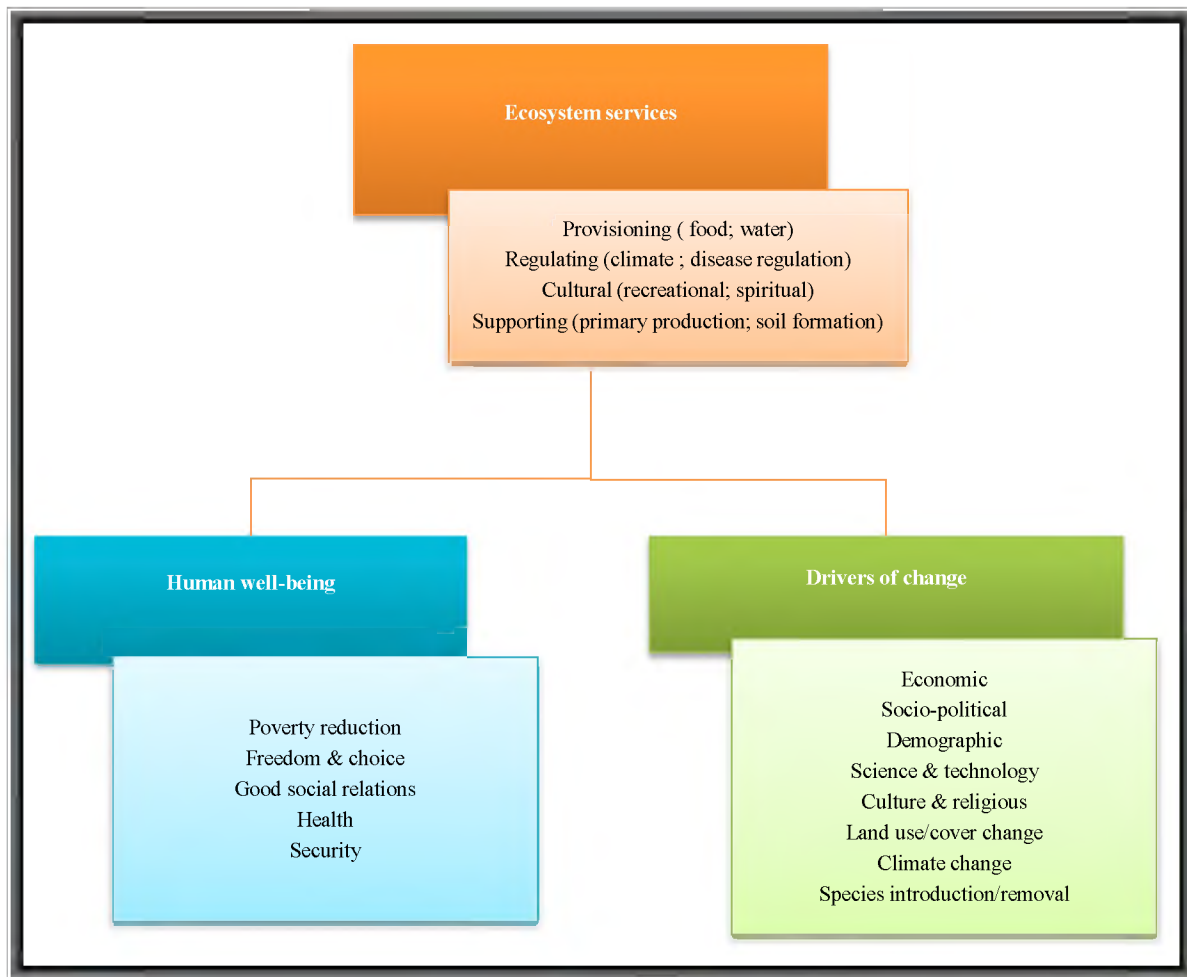 Ecosystem services
Provisioning ( food; water)
Regulating (climate ; disease regulation)
Cultural (recreational; spiritual)
Supporting (primary production; soil formation)
Human well-being
Poverty reduction
Freedom & choice
Good social relations
Health
Security
Drivers of change
Economic
Socio-political
Demographic
Science & technology
Culture & religious
Land use/cover change
Climate change
Species introduction/removal